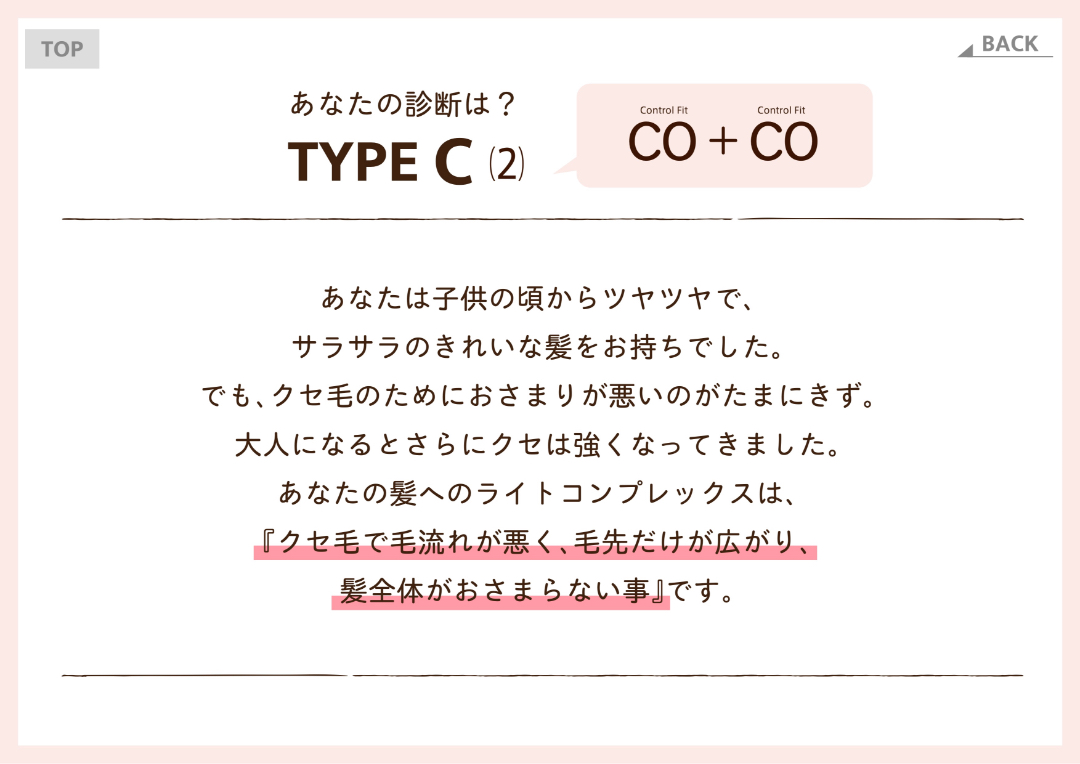 TOP
BACK
あなたの診断は？
TYPE C (2)
Control Fit Control Fit
CO + CO
あなたは子供の頃からツヤツヤで、
サラサラのきれいな髪をお持ちでした。
でも、クセ毛のためにおさまりが悪いのがたまにきず。
大人になるとさらにクセは強くなってきました。
あなたの髪へのライトコンプレックスは、
『クセ毛で毛流れが悪く、毛先だけが広がり、
髪全体がおさまらない事』です。